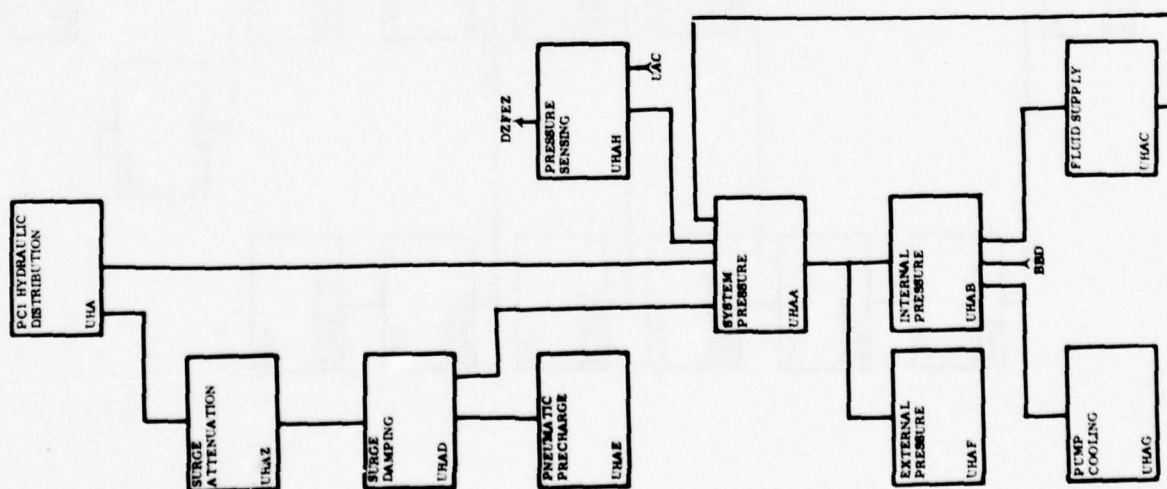 PC1 HYDRAULIC
DISTRIBUTION
UHA
SURGE
ATTENUATION
UHAZ
SURGE
DAMPING
UHAD
PNEUMATIC
PRECHARGE
UHAE
DZFEZ
PRESSURE
SENSING
UHAH
UAC
SYSTEM
PRESSURE
UHAA
EXTERNAL
PRESSURE
UHAF
INTERNAL
PRESSURE
UHAB
BBD
PUMP
COOLING
UHAG
FLUID SUPPLY
UHAC